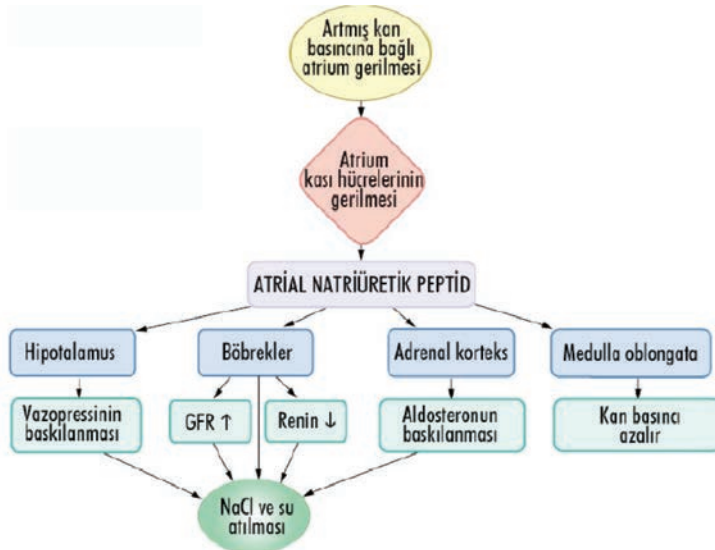 Artmış kan
basıncına bağlı
atrium gerilmesi
Atrium
kası hücrelerinin
gerilmesi
ATRİAL NATRİÜRETİK PEPTİD
Hipotalamus
Böbrekler
Adrenal korteks
Medulla oblongata
Vazopressinin
baskılanması
GFR ↑
Renin ↓
Aldosteronun
baskılanması
Kan basıncı
azalır
NaCl ve su
atılması